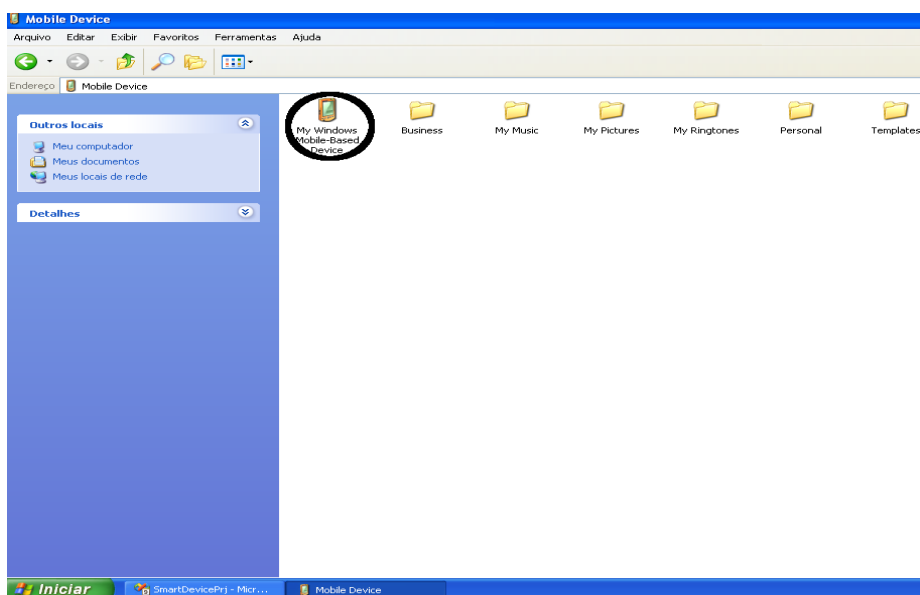 Mobile Device
Arquivo Editar Exibir Favoritos Ferramentas Ajuda
Endereço Mobile Device
Outros locais
Meu computador
Meus documentos
Meus locais de rede
Detalhes
My Windows
Mobile-Based
Device
Business
My Music
My Pictures
My Ringtones
Personal
Templates
Iniciar
SmartDevicePrj - Micr...
Mobile Device